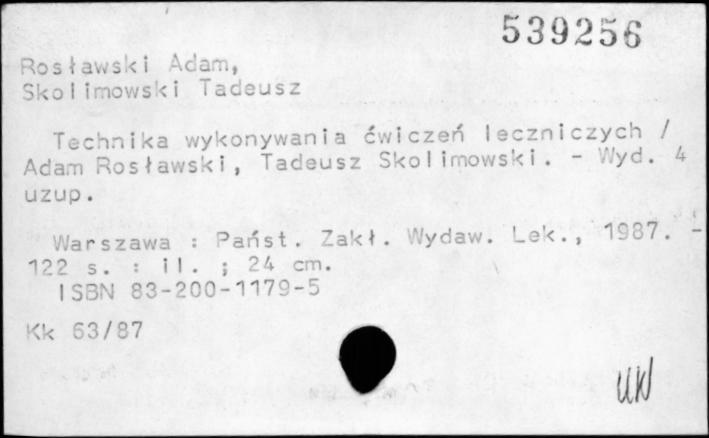 539256
Rosławski Adam,
Skolimowski Tadeusz
Technika wykonywania ćwiczeń leczniczych /
Adam Rosławski, Tadeusz Skolimowski. - Wyd. 4
uzup.
Warszawa : Państ. Zakł. Wydaw. Lek., 1987. -
122 s. : il. ; 24 cm.
ISBN 83-200-1179-5
Kk 63/87
UW